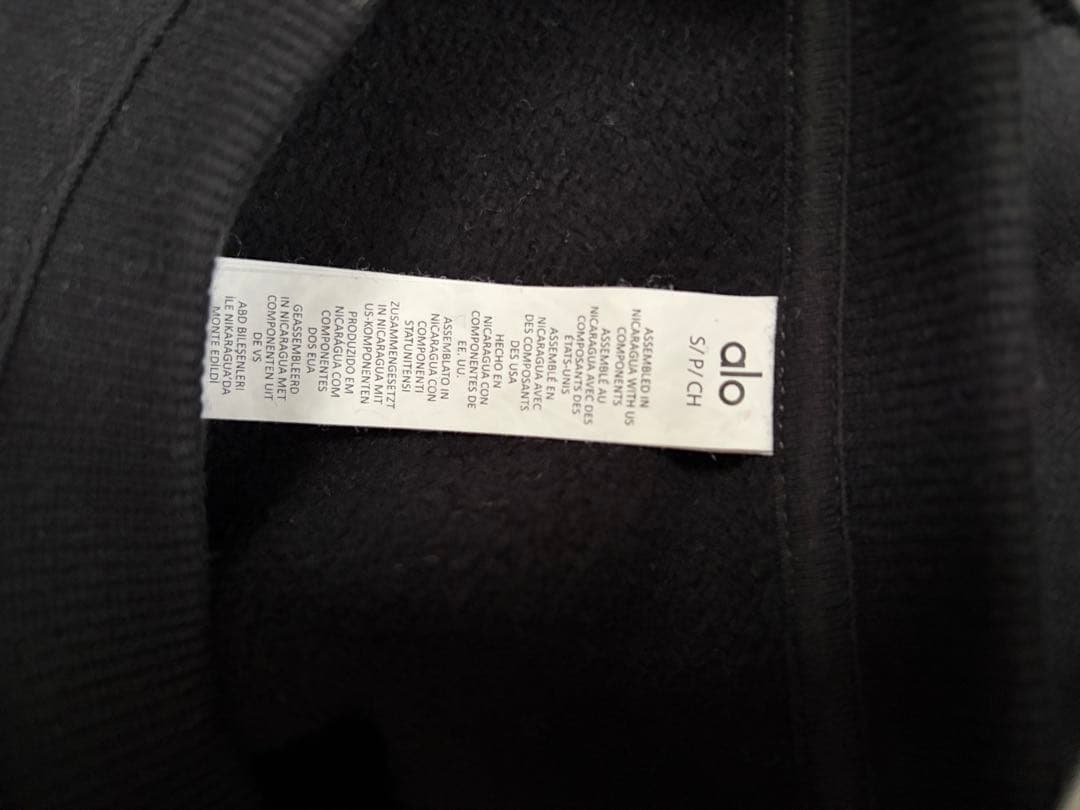 alo
S/P/CH
ASSEMBLED IN
NICARAGUA WITH US
COMPONENTS
ASSEMBLÉ AU
NICARAGUA AVEC DES
COMPOSANTS DES
ÉTATS-UNIS
ASSEMBLÉ EN
NICARAGUA AVEC
DES COMPOSANTS
DES USA
HECHO EN
NICARAGUA CON
COMPONENTES DE
EE. UU.
ASSEMBLATO IN
NICARAGUA CON
COMPONENTI
STATUNITENSI
ZUSAMMENGESETZT
IN NICARAGUA MIT
US-KOMPONENTEN
PRODUZIDO EM
NICARAGUA COM
COMPONENTES
DOS EUA
GEASSEMBLEERD
IN NICARAGUA MET
COMPONENTEN UIT
DE VS
ABD BILEŞENLERI
İLE NIKARAGUA'DA
MONTE EDILDI